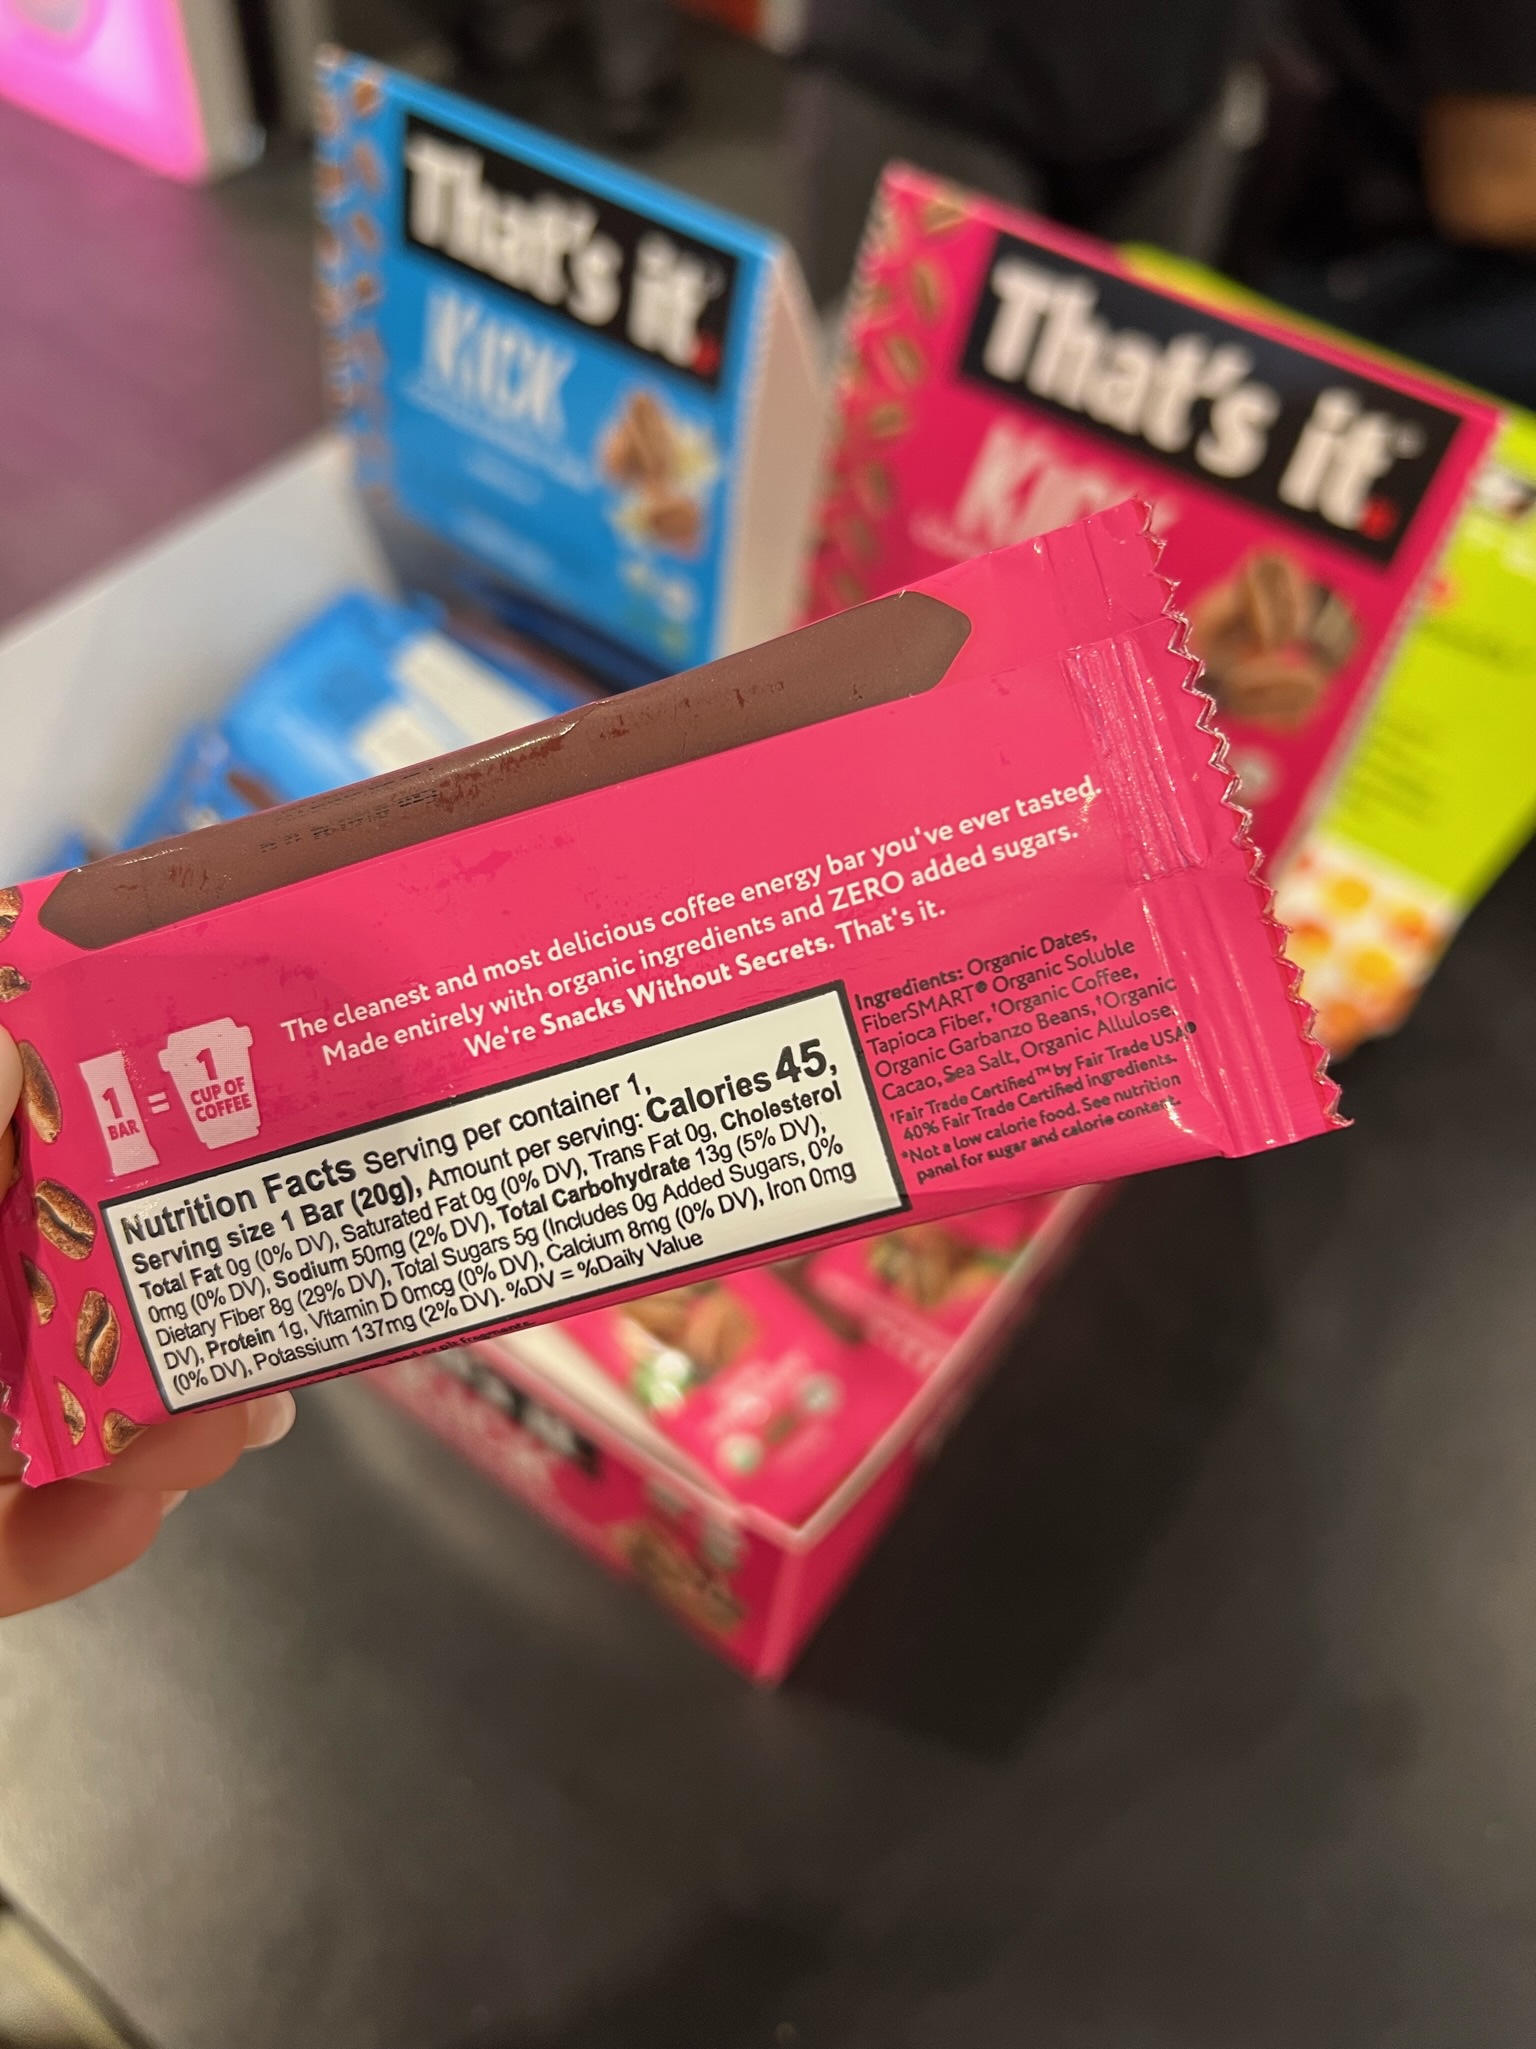 That's it.
KICK
That's it.
KICK
The cleanest and most delicious coffee energy bar you've ever tasted.
Made entirely with organic ingredients and ZERO added sugars.
We're Snacks Without Secrets. That's it.
1
BAR
=
1
CUP OF
COFFEE
Nutrition Facts Serving per container 1,
Serving size 1 Bar (20g), Amount per serving: Calories 45,
Total Fat 0g (0% DV), Saturated Fat 0g (0% DV), Trans Fat 0g, Cholesterol
0mg (0% DV), Sodium 50mg (2% DV), Total Carbohydrate 13g (5% DV),
Dietary Fiber 8g (29% DV), Total Sugars 5g (Includes 0g Added Sugars, 0%
DV), Protein 1g, Vitamin D 0mcg (0% DV), Calcium 8mg (0% DV), Iron 0mg
(0% DV), Potassium 137mg (2% DV). %DV = %Daily Value
Ingredients: Organic Dates,
FiberSMART® Organic Soluble
Tapioca Fiber, †Organic Coffee,
Organic Garbanzo Beans, †Organic
Cacao, Sea Salt, Organic Allulose.
†Fair Trade Certified™ by Fair Trade USA®
40% Fair Trade Certified ingredients.
*Not a low calorie food. See nutrition
panel for sugar and calorie content.
fragments.